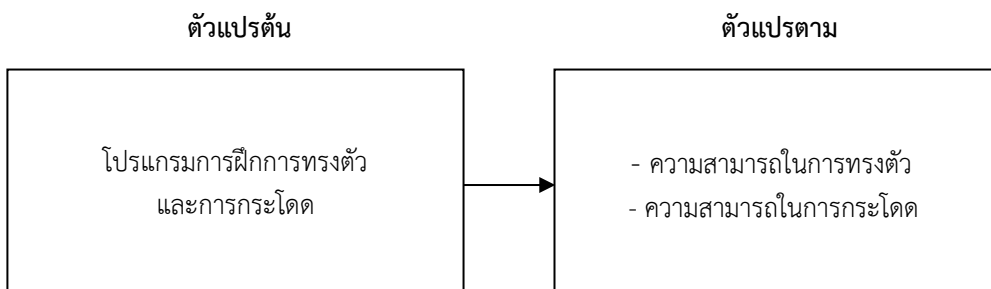 ตัวแปรต้น
ตัวแปรตาม
โปรแกรมการฝึกการทรงตัว
และการกระโดด
- ความสามารถในการทรงตัว
- ความสามารถในการกระโดด